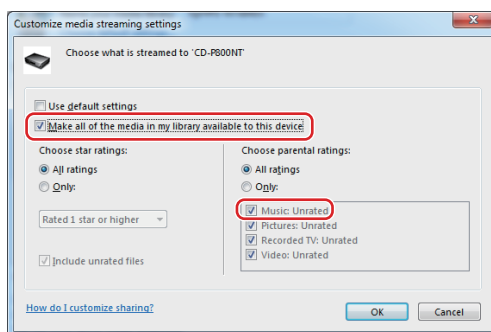 Customize media streaming settings
Choose what is streamed to 'CD-P800NT'
Use default settings
Make all of the media in my library available to this device
Choose star ratings:
All ratings
Only:
Rated 1 star or higher
Include unrated files
Choose parental ratings:
All ratings
Only:
Music: Unrated
Pictures: Unrated
Recorded TV: Unrated
Video: Unrated
How do I customize sharing?
OK
Cancel